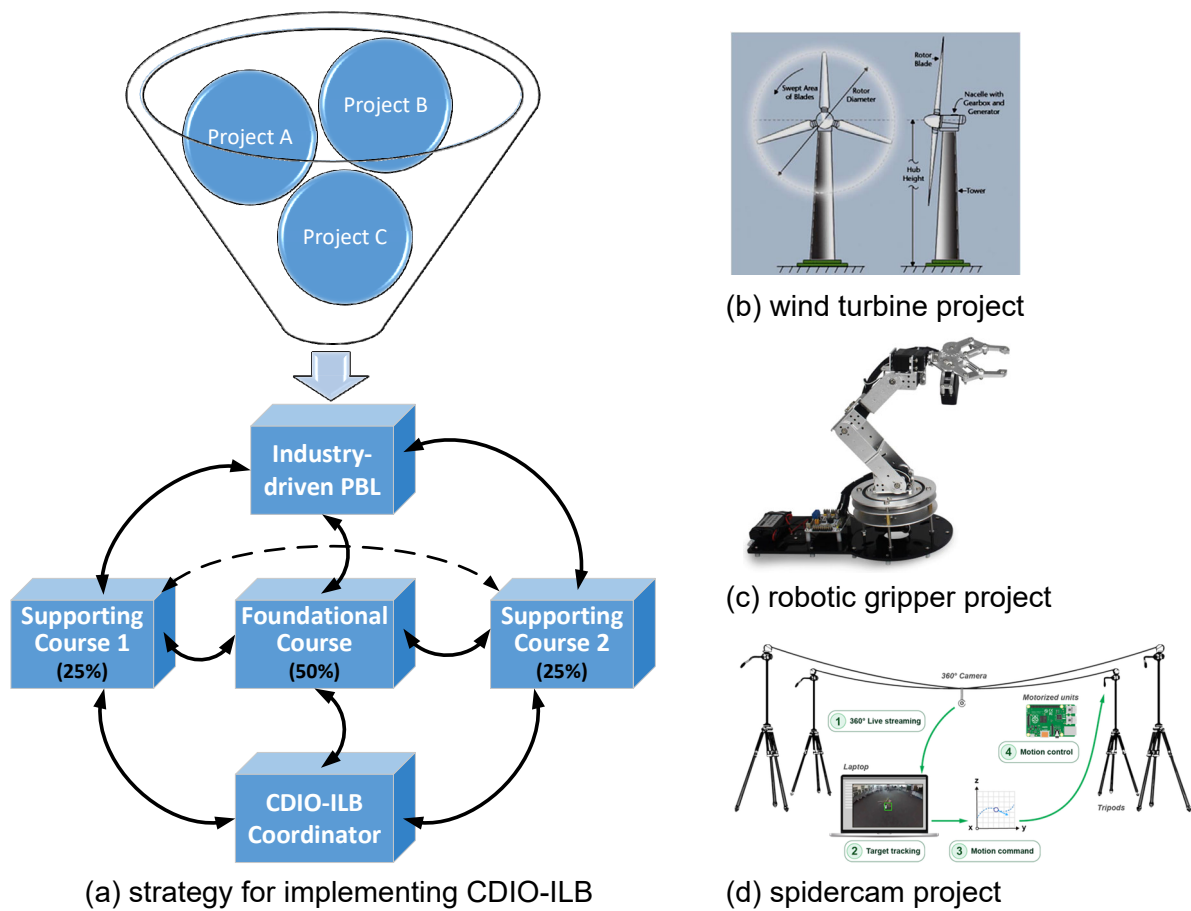 Project A
Project B
Project C
Industry-
driven PBL
Supporting
Course 1
(25%)
Foundational
Course
(50%)
Supporting
Course 2
(25%)
CDIO-ILB
Coordinator
(a) strategy for implementing CDIO-ILB
Swept Area
of Blades
Rotor
Diameter
Rotor
Blade
Nacelle with
Gearbox and
Generator
Hub
Height
Tower
(b) wind turbine project
(c) robotic gripper project
360° Camera
Motorized units
1 360° Live streaming
4 Motion control
Laptop
z
x
y
Tripods
2 Target tracking
3 Motion command
(d) spidercam project